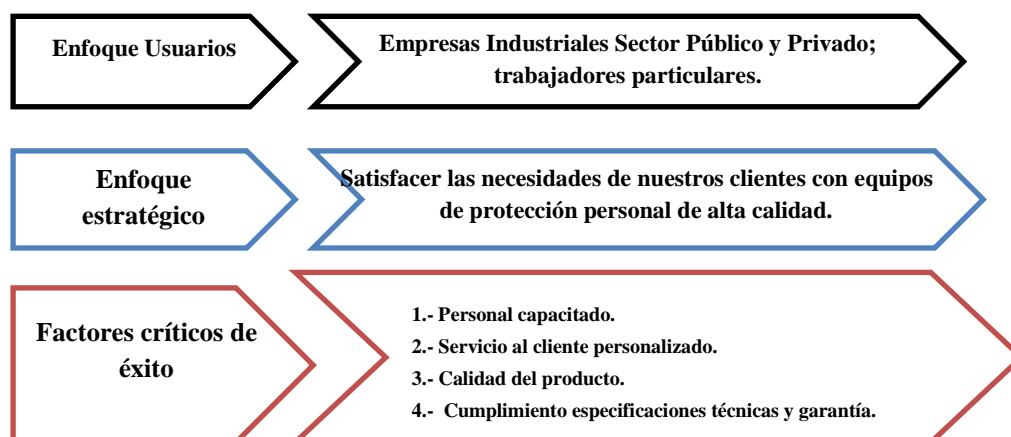 Enfoque Usuarios
Empresas Industriales Sector Público y Privado;
trabajadores particulares.
Enfoque
estratégico
Satisfacer las necesidades de nuestros clientes con equipos
de protección personal de alta calidad.
Factores críticos de
éxito
1.- Personal capacitado.
2.- Servicio al cliente personalizado.
3.- Calidad del producto.
4.- Cumplimiento especificaciones técnicas y garantía.